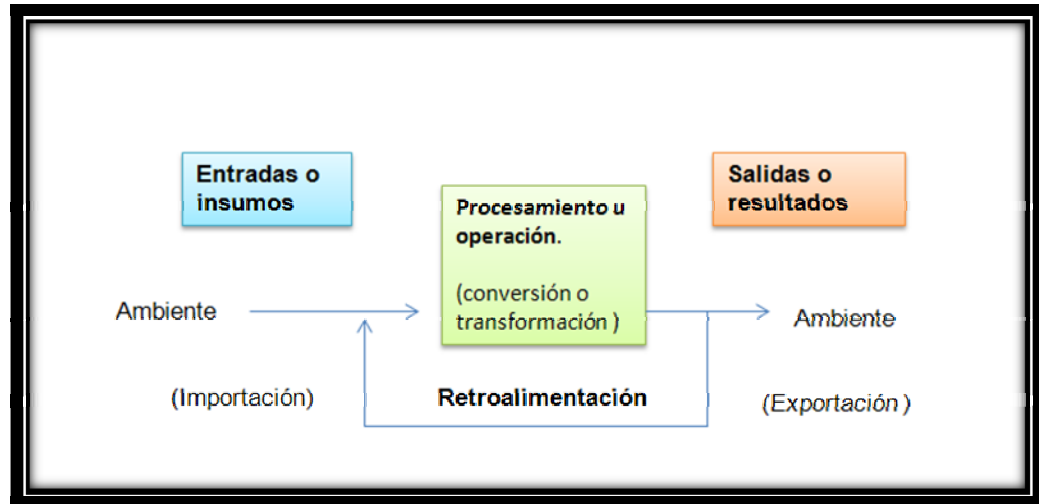 Entradas o
insumos
Procesamiento u
operación.
(conversión o
transformación )
Salidas o
resultados
Ambiente
Ambiente
(Importación)
Retroalimentación
(Exportación )